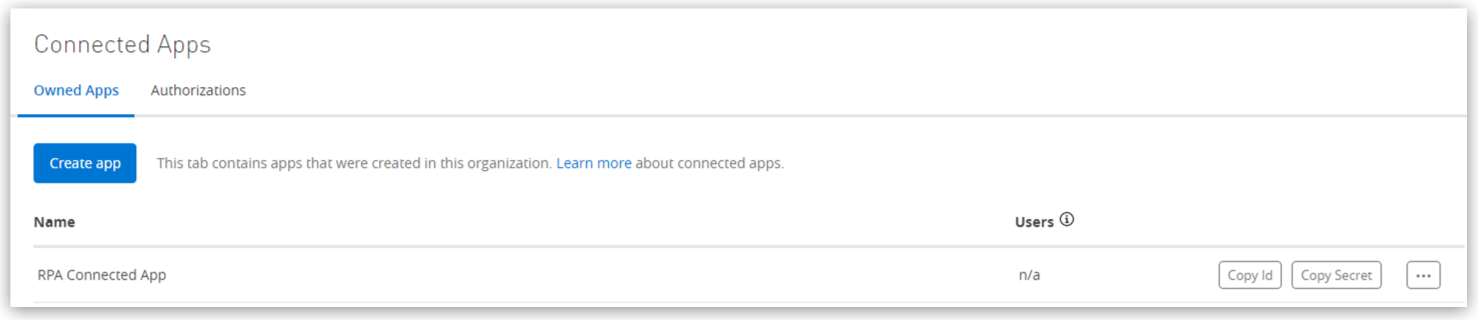 Connected Apps
Owned Apps Authorizations
Create app This tab contains apps that were created in this organization. Learn more about connected apps.
Name Users
RPA Connected App n/a Copy Id Copy Secret ...